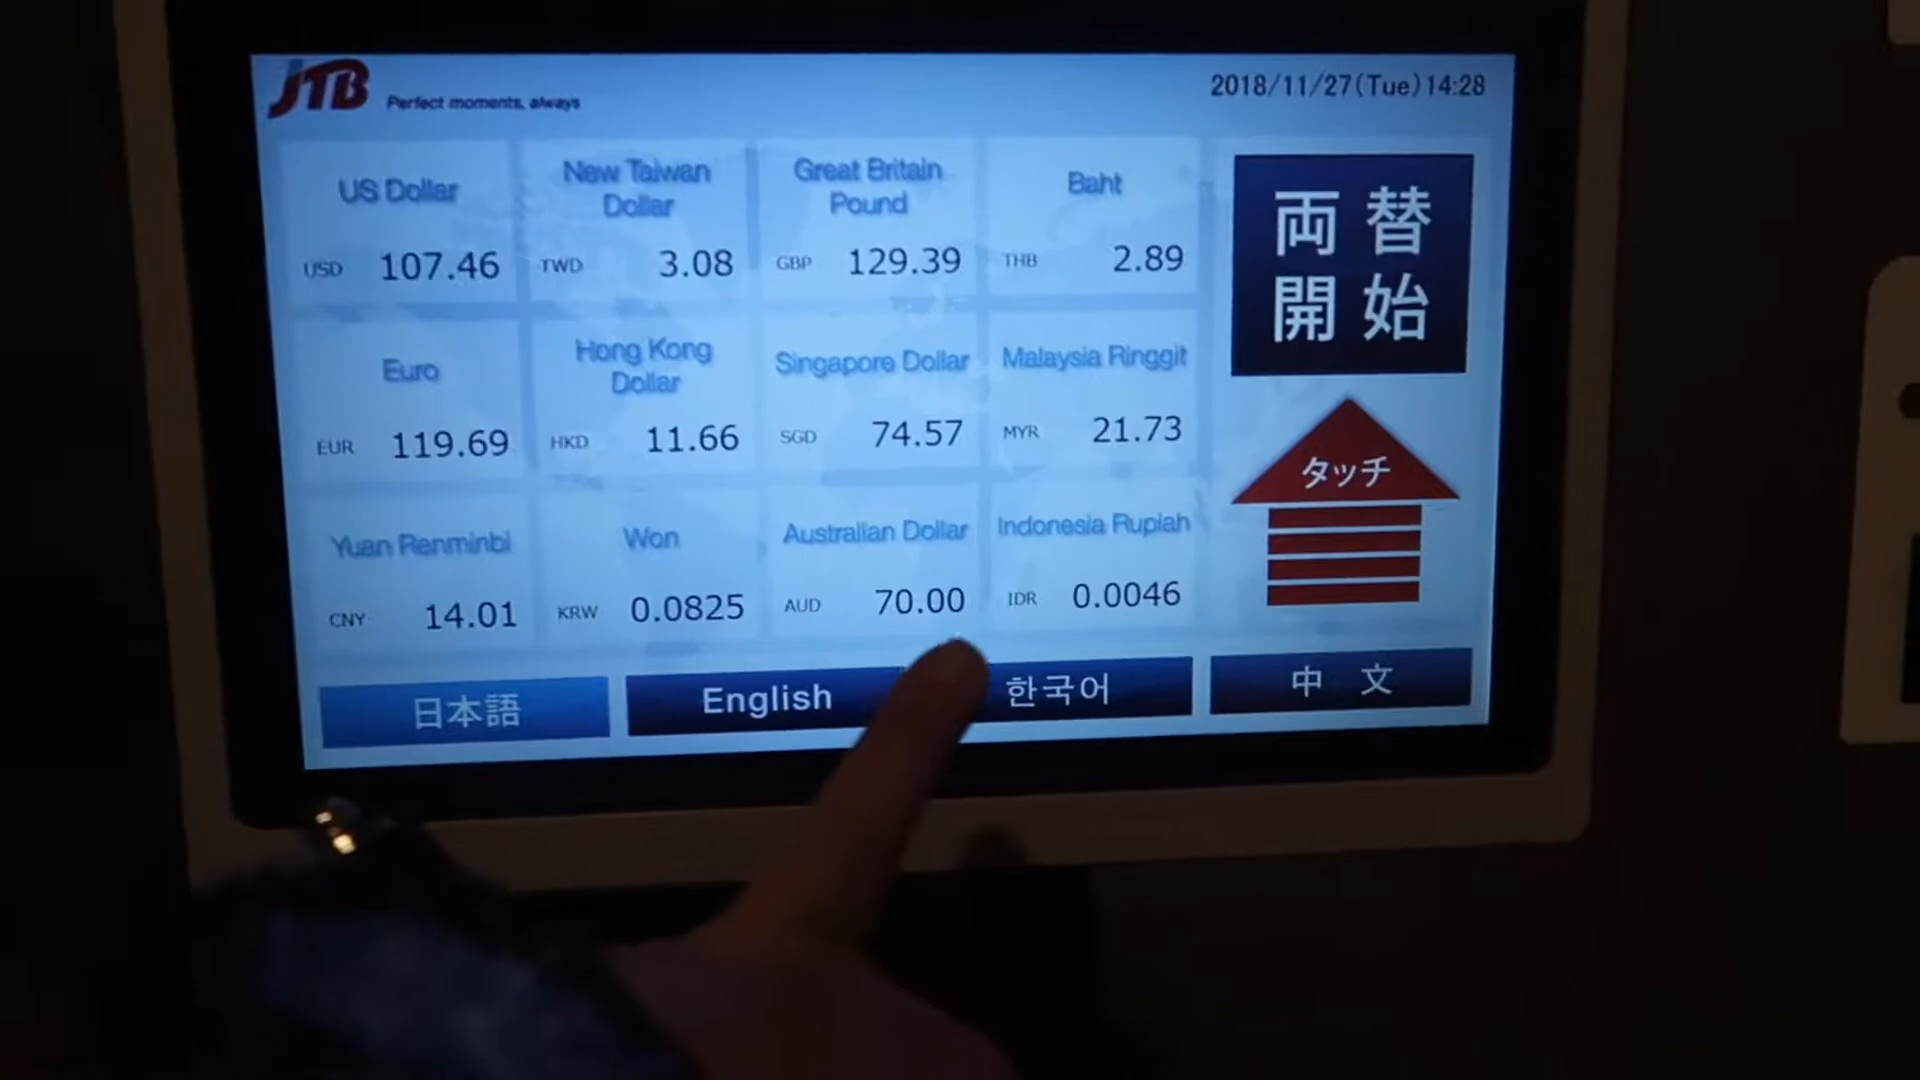 JTB Perfect moments, always
2018/11/27(Tue)14:28
US Dollar
USD 107.46
New Taiwan
Dollar
TWD 3.08
Great Britain
Pound
GBP 129.39
Baht
THB 2.89
Euro
EUR 119.69
Hong Kong
Dollar
HKD 11.66
Singapore Dollar
SGD 74.57
Malaysia Ringgit
MYR 21.73
Yuan Renminbi
CNY 14.01
Won
KRW 0.0825
Australian Dollar
AUD 70.00
Indonesia Rupiah
IDR 0.0046
両替
開始
タッチ
日本語
English
한국어
中 文